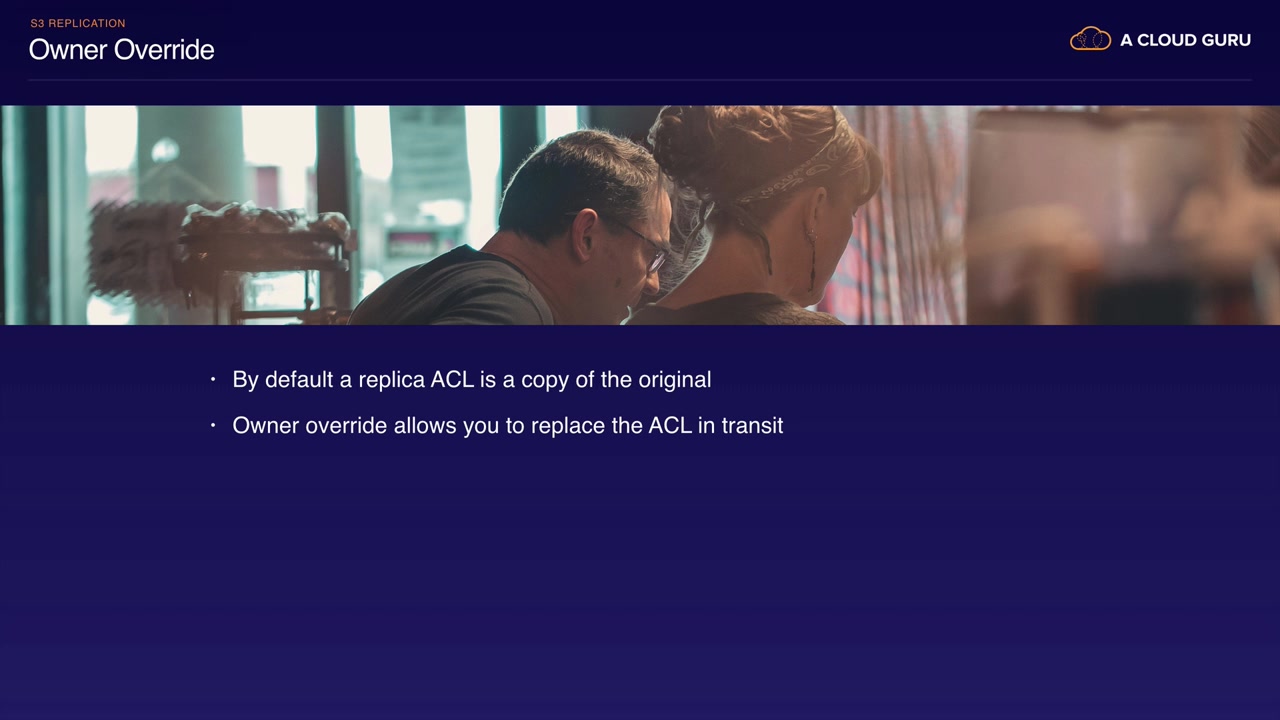 S3 REPLICATION
Owner Override
A CLOUD GURU
· By default a replica ACL is a copy of the original
· Owner override allows you to replace the ACL in transit